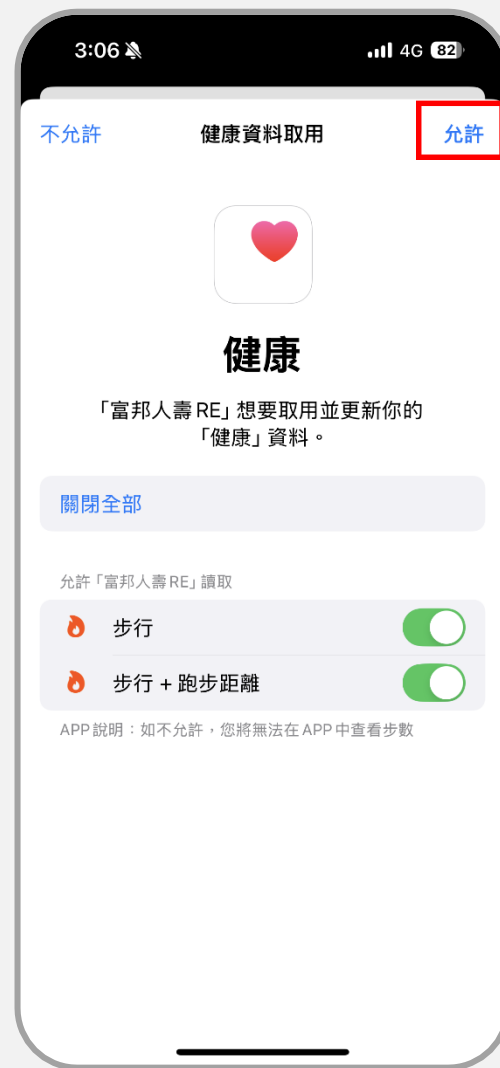 3:06 4G 82
不允許 健康資料取用 允許
健康
「富邦人壽 RE」想要取用並更新你的
「健康」資料。
關閉全部
允許「富邦人壽 RE」讀取
步行
步行 + 跑步距離
APP 說明：如不允許，您將無法在 APP 中查看步數